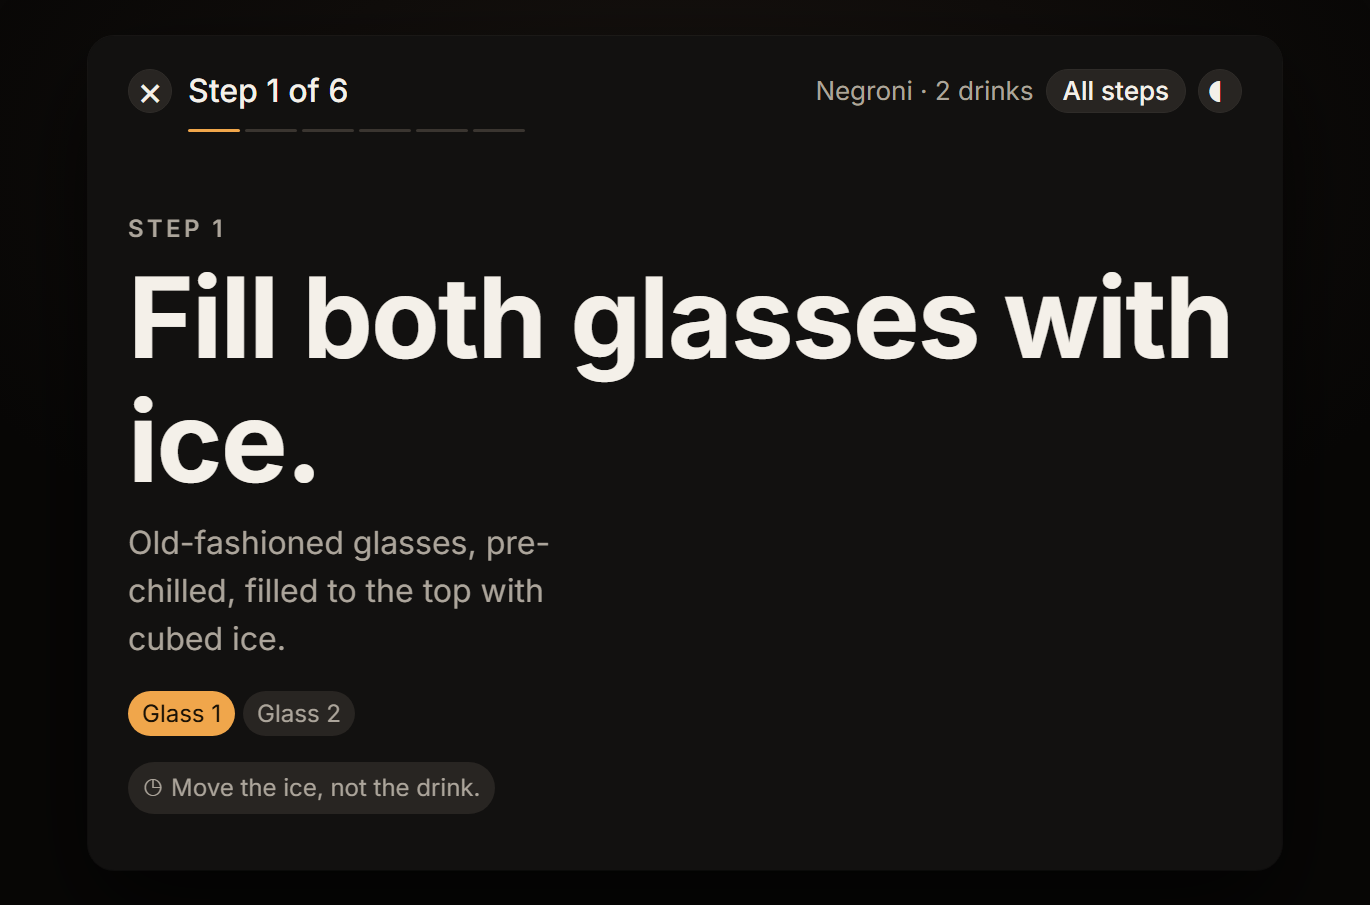 × Step 1 of 6
Negroni · 2 drinks
All steps
STEP 1
Fill both glasses with
ice.
Old-fashioned glasses, pre-
chilled, filled to the top with
cubed ice.
Glass 1
Glass 2
Move the ice, not the drink.